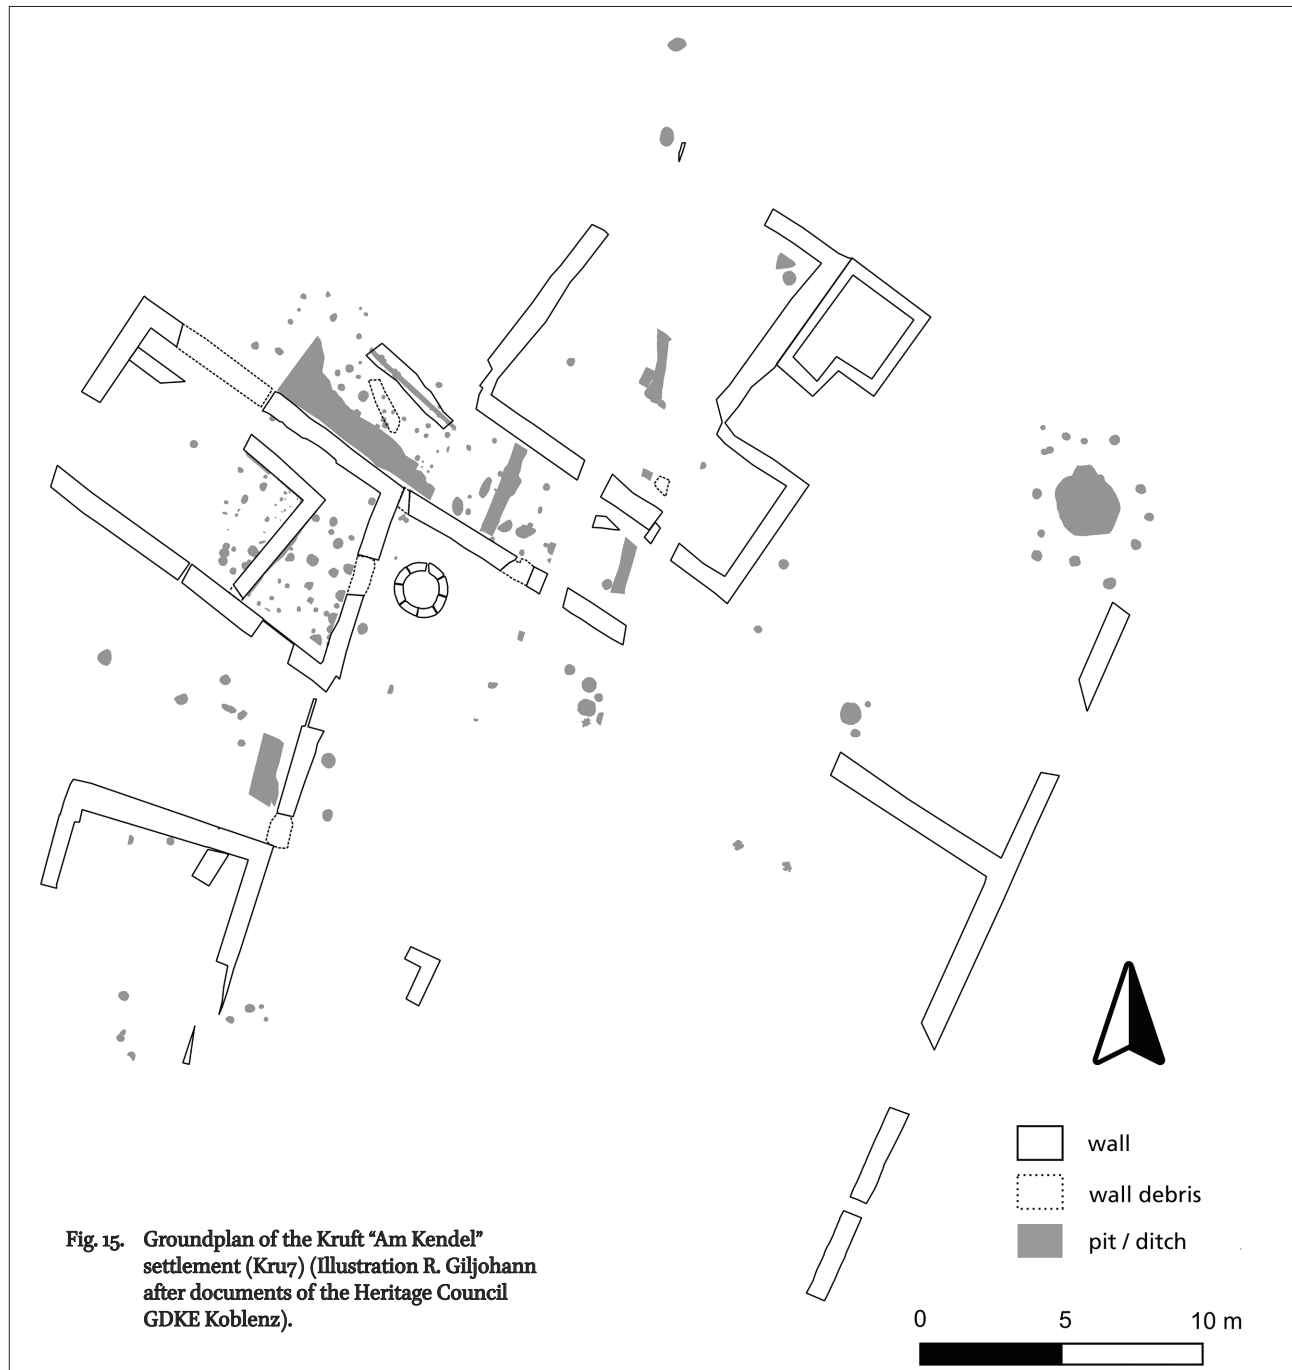 wall
wall debris
pit / ditch
Fig. 15. Groundplan of the Kruft “Am Kendel”
settlement (Kru7) (Illustration R. Giljohann
after documents of the Heritage Council
GDKE Koblenz).
0 5 10 m